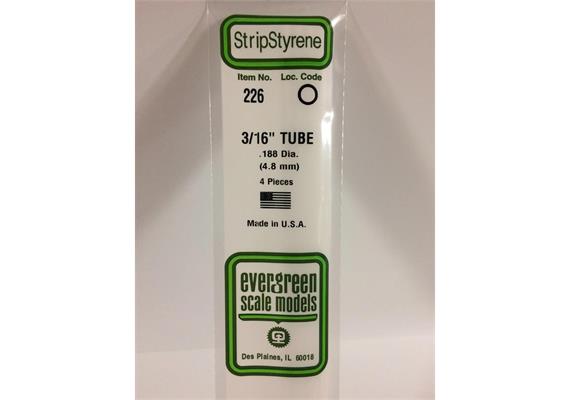 StripStyrene
Item No. Loc. Code
226
3/16" TUBE
.188 Dia.
(4.8 mm)
4 Pieces
Made in U.S.A.
evergreen
scale models
Des Plaines, IL 60018